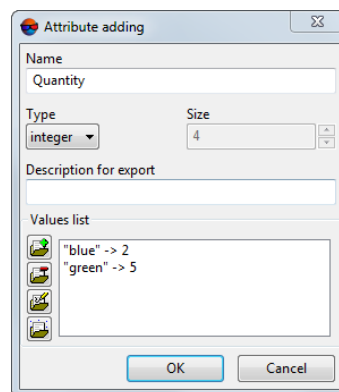 Attribute adding
Name
Quantity
Type
Size
integer
4
Description for export
Values list
"blue" -> 2
"green" -> 5
OK
Cancel